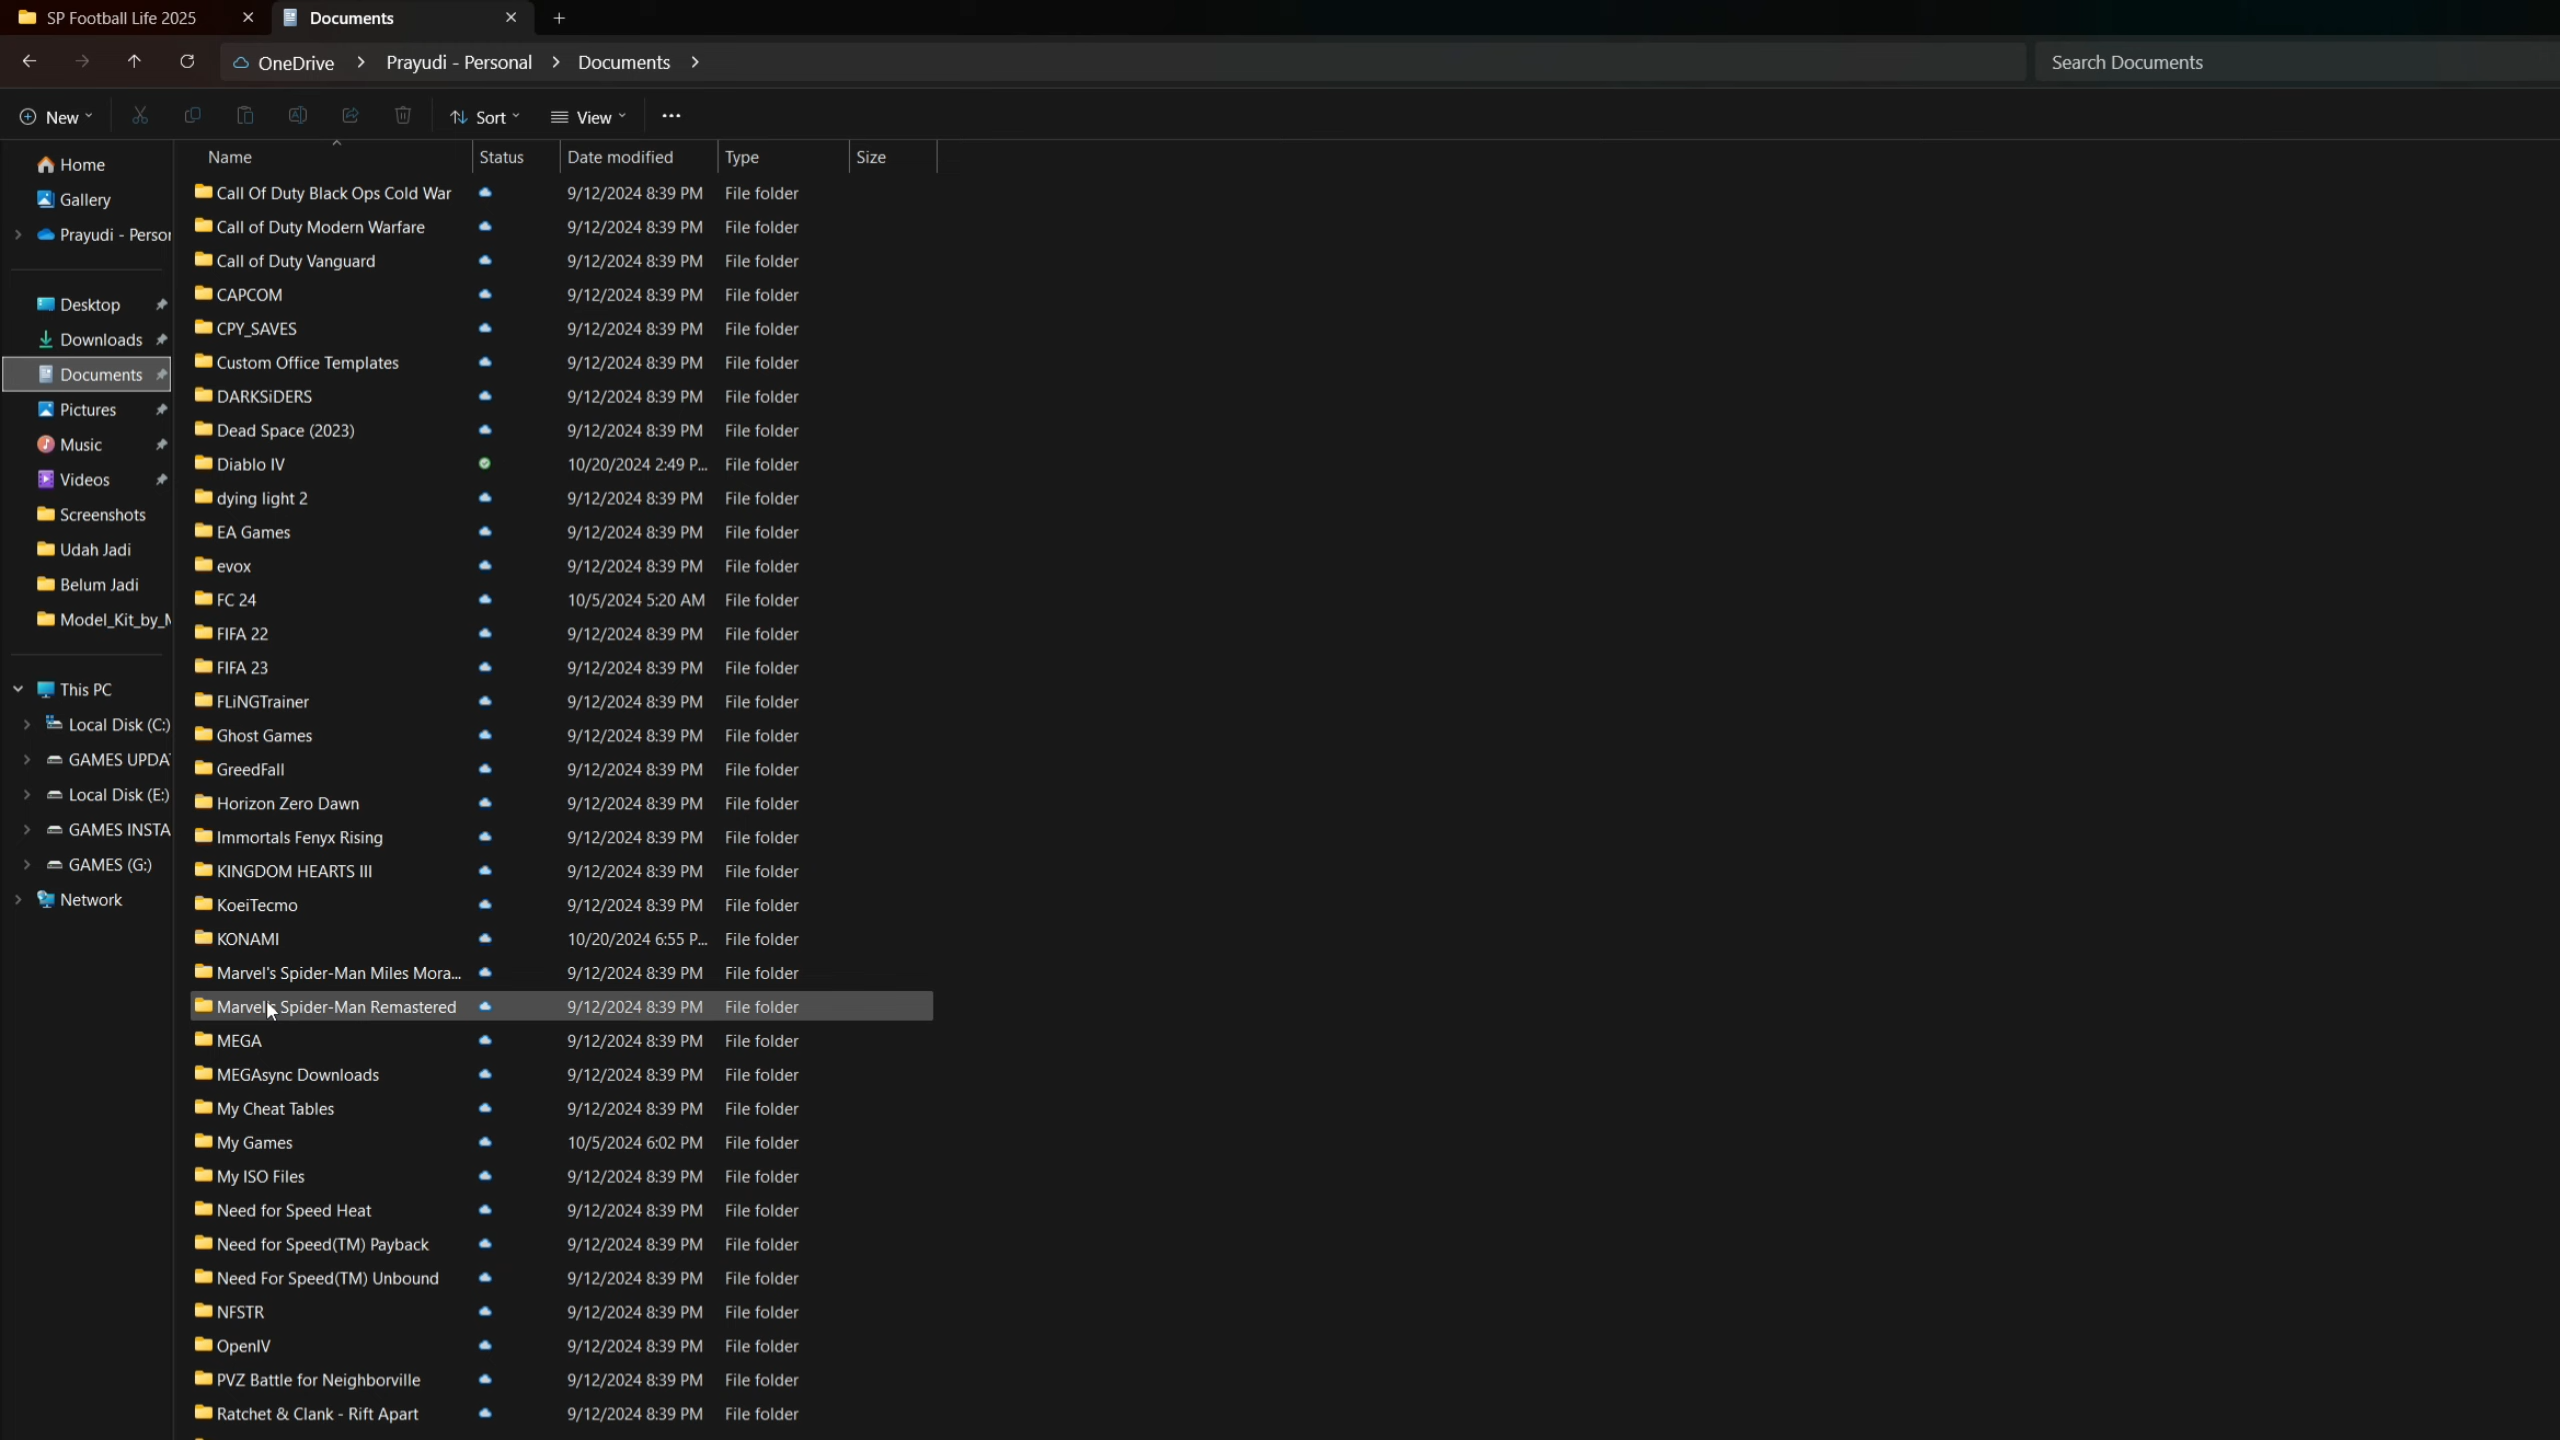 SP Football Life 2025
Documents
OneDrive > Prayudi - Personal > Documents >
Search Documents
New
Sort
View
Name Status Date modified Type Size
Home
Gallery
Prayudi - Person
Desktop
Downloads
Documents
Pictures
Music
Videos
Screenshots
Udah Jadi
Belum Jadi
Model_Kit_by_M
This PC
Local Disk (C:)
GAMES UPDA
Local Disk (E:)
GAMES INSTA
GAMES (G:)
Network
Call Of Duty Black Ops Cold War 9/12/2024 8:39 PM File folder
Call of Duty Modern Warfare 9/12/2024 8:39 PM File folder
Call of Duty Vanguard 9/12/2024 8:39 PM File folder
CAPCOM 9/12/2024 8:39 PM File folder
CPY_SAVES 9/12/2024 8:39 PM File folder
Custom Office Templates 9/12/2024 8:39 PM File folder
DARKSiDERS 9/12/2024 8:39 PM File folder
Dead Space (2023) 9/12/2024 8:39 PM File folder
Diablo IV 10/20/2024 2:49 P... File folder
dying light 2 9/12/2024 8:39 PM File folder
EA Games 9/12/2024 8:39 PM File folder
evox 9/12/2024 8:39 PM File folder
FC 24 10/5/2024 5:20 AM File folder
FIFA 22 9/12/2024 8:39 PM File folder
FIFA 23 9/12/2024 8:39 PM File folder
FLiNGTrainer 9/12/2024 8:39 PM File folder
Ghost Games 9/12/2024 8:39 PM File folder
GreedFall 9/12/2024 8:39 PM File folder
Horizon Zero Dawn 9/12/2024 8:39 PM File folder
Immortals Fenyx Rising 9/12/2024 8:39 PM File folder
KINGDOM HEARTS III 9/12/2024 8:39 PM File folder
KoeiTecmo 9/12/2024 8:39 PM File folder
KONAMI 10/20/2024 6:55 P... File folder
Marvel's Spider-Man Miles Mora... 9/12/2024 8:39 PM File folder
Marvel's Spider-Man Remastered 9/12/2024 8:39 PM File folder
MEGA 9/12/2024 8:39 PM File folder
MEGAsync Downloads 9/12/2024 8:39 PM File folder
My Cheat Tables 9/12/2024 8:39 PM File folder
My Games 10/5/2024 6:02 PM File folder
My ISO Files 9/12/2024 8:39 PM File folder
Need for Speed Heat 9/12/2024 8:39 PM File folder
Need for Speed(TM) Payback 9/12/2024 8:39 PM File folder
Need For Speed(TM) Unbound 9/12/2024 8:39 PM File folder
NFSTR 9/12/2024 8:39 PM File folder
OpenIV 9/12/2024 8:39 PM File folder
PVZ Battle for Neighborville 9/12/2024 8:39 PM File folder
Ratchet & Clank - Rift Apart 9/12/2024 8:39 PM File folder